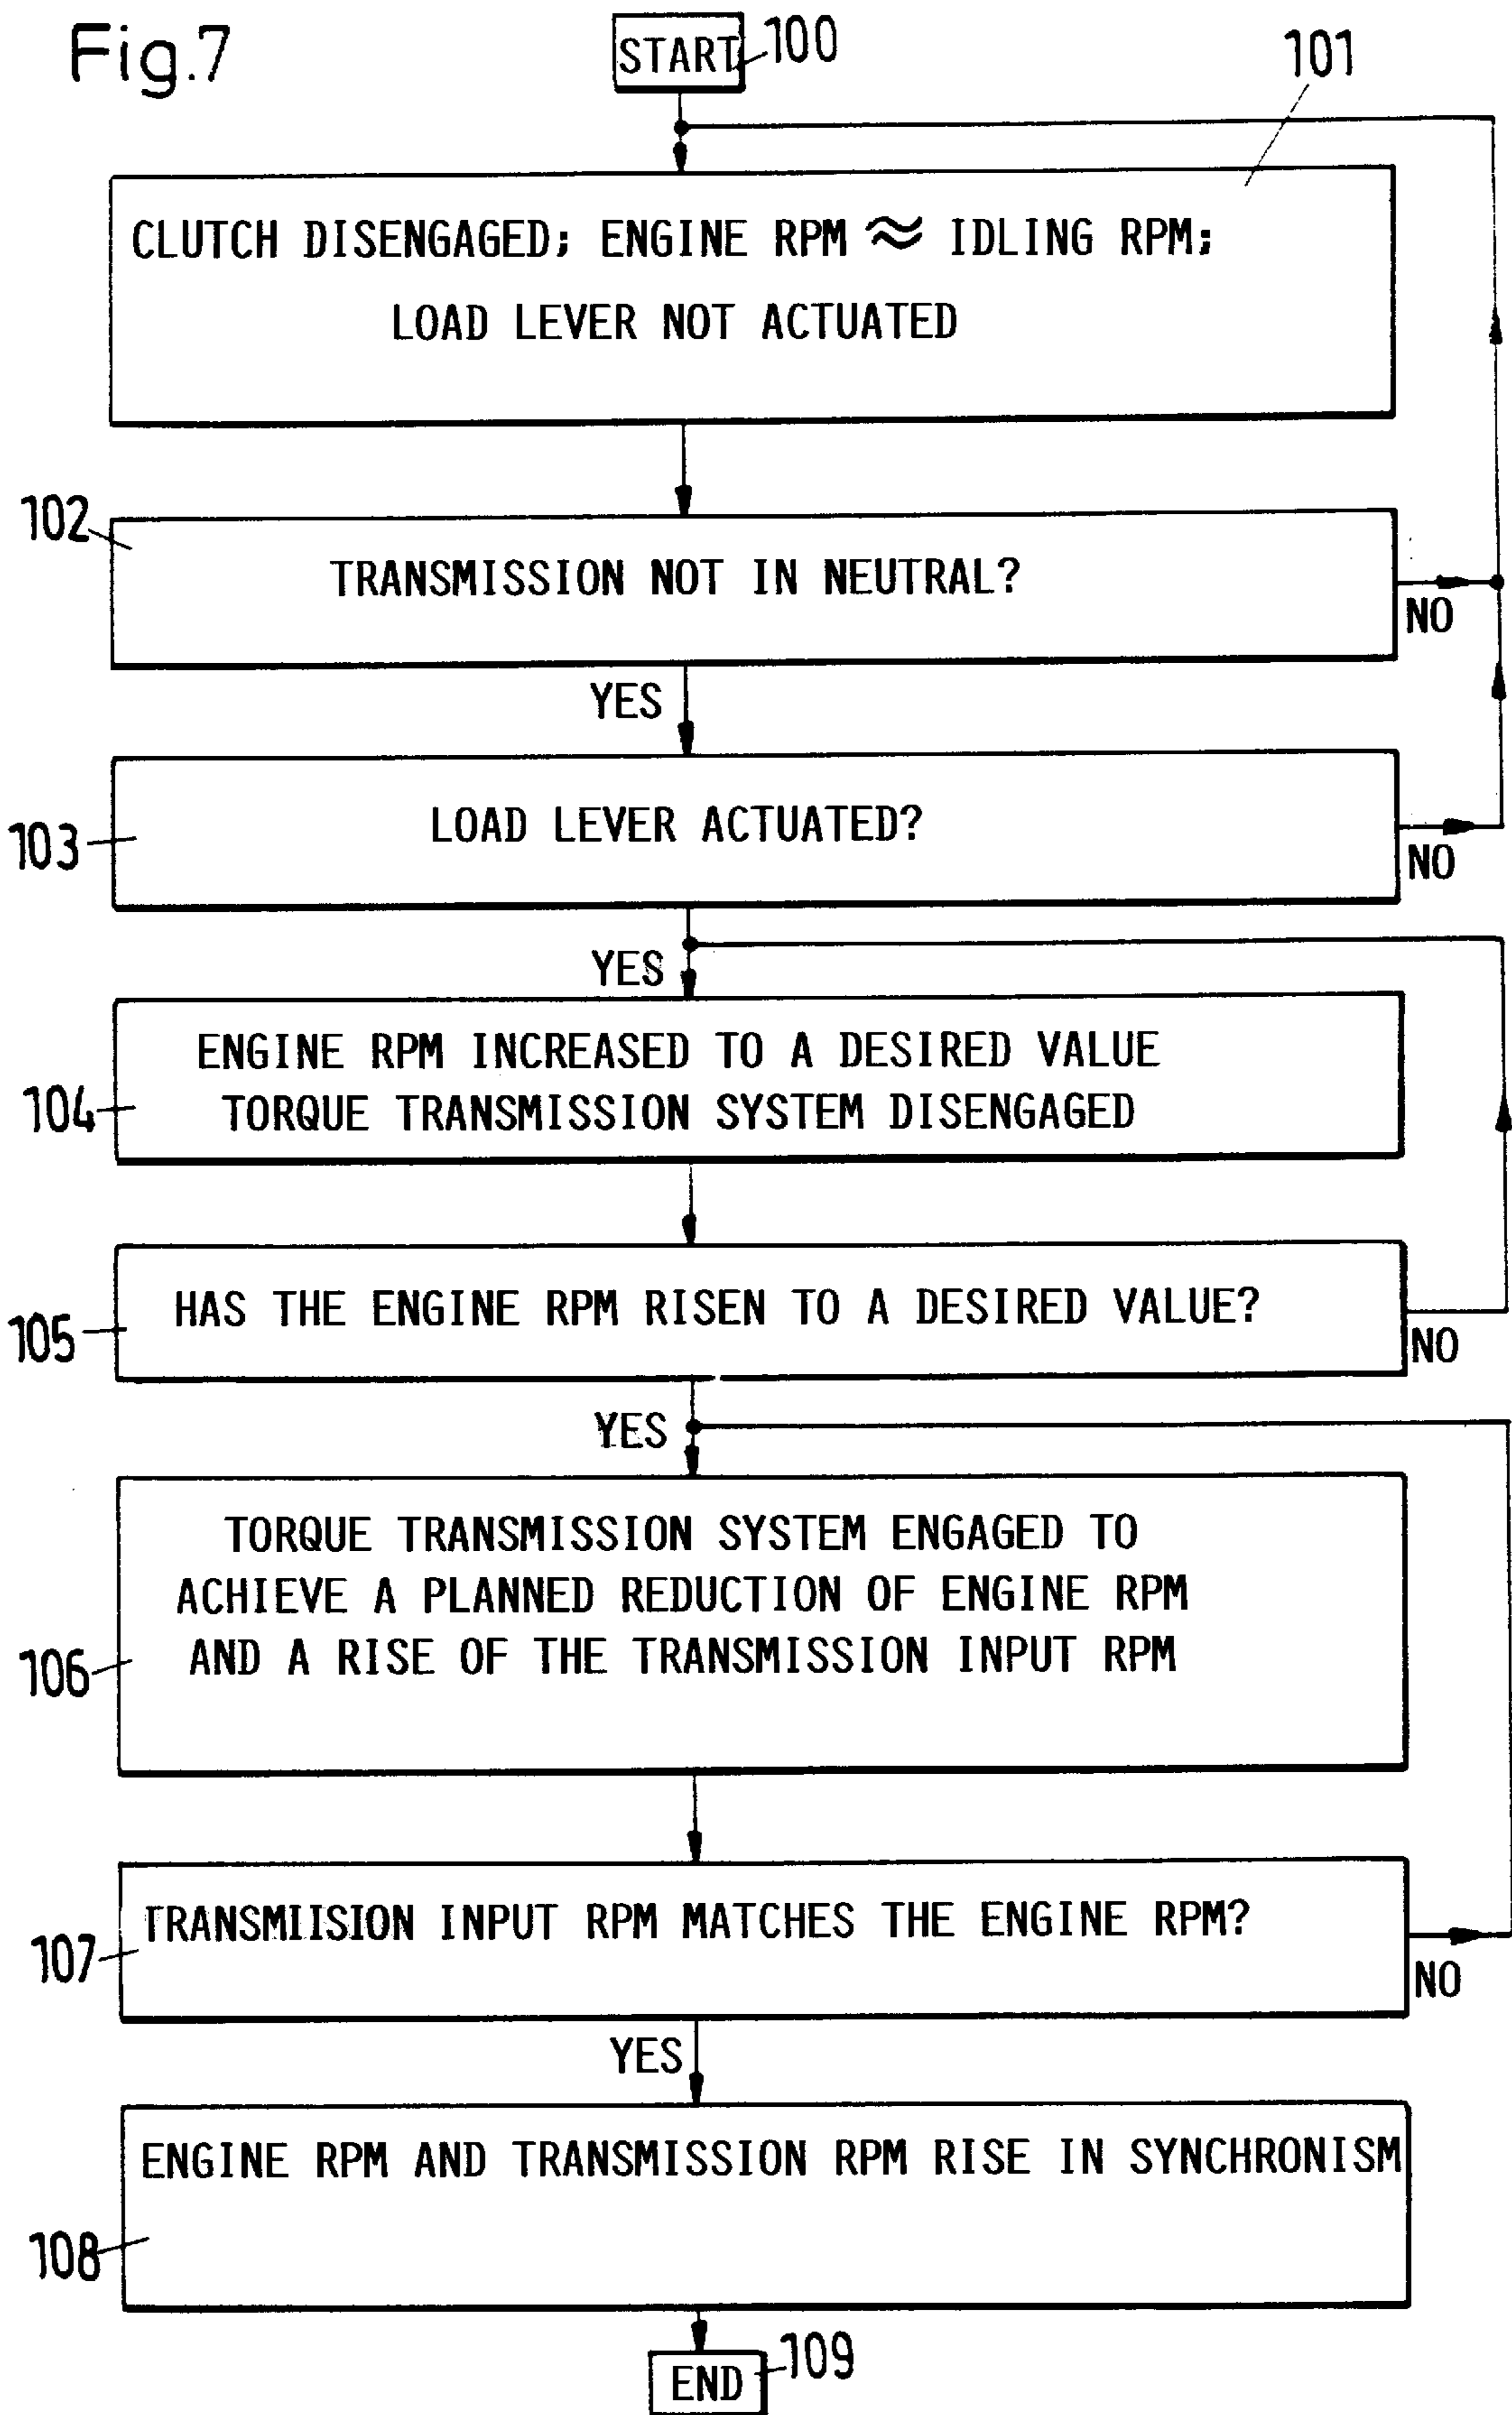 Fig.7
START 100
101
CLUTCH DISENGAGED; ENGINE RPM ≈ IDLING RPM;
LOAD LEVER NOT ACTUATED
102
TRANSMISSION NOT IN NEUTRAL?
NO
YES
103
LOAD LEVER ACTUATED?
NO
YES
ENGINE RPM INCREASED TO A DESIRED VALUE
104
TORQUE TRANSMISSION SYSTEM DISENGAGED
105
HAS THE ENGINE RPM RISEN TO A DESIRED VALUE?
NO
YES
TORQUE TRANSMISSION SYSTEM ENGAGED TO
ACHIEVE A PLANNED REDUCTION OF ENGINE RPM
106
AND A RISE OF THE TRANSMISSION INPUT RPM
107
TRANSMIISION INPUT RPM MATCHES THE ENGINE RPM?
NO
YES
ENGINE RPM AND TRANSMISSION RPM RISE IN SYNCHRONISM
108
END 109